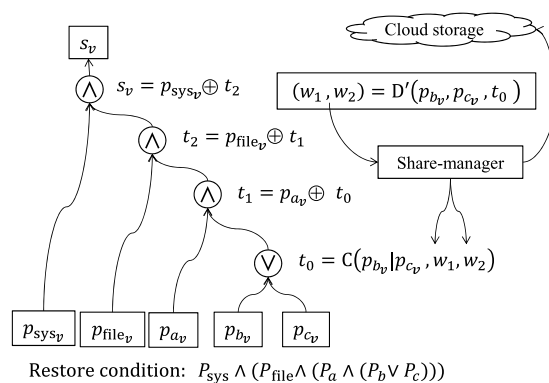 Cloud storage
s_v
∧ s_v = p_sys_v ⊕ t_2
(w_1, w_2) = D′(p_b_v, p_c_v, t_0)
∧ t_2 = p_file_v ⊕ t_1
Share-manager
∧ t_1 = p_a_v ⊕ t_0
∨ t_0 = C(p_b_v|p_c_v, w_1, w_2)
p_sys_v p_file_v p_a_v p_b_v p_c_v
Restore condition: P_sys ∧ (P_file ∧ (P_a ∧ (P_b ∨ P_c)))